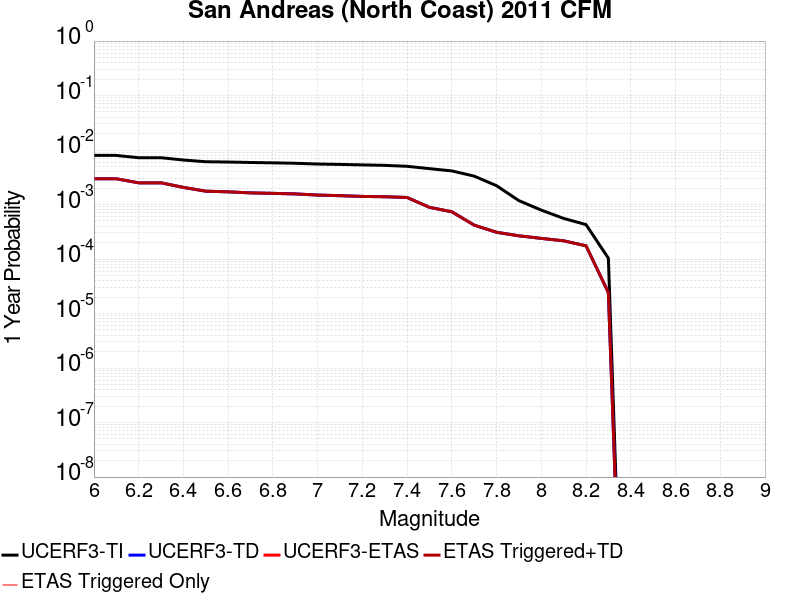 San Andreas (North Coast) 2011 CFM
10^0
10^-1
10^-2
10^-3
10^-4
10^-5
10^-6
10^-7
10^-8
1 Year Probability
6 6.2 6.4 6.6 6.8 7 7.2 7.4 7.6 7.8 8 8.2 8.4 8.6 8.8 9
Magnitude
UCERF3-TI UCERF3-TD UCERF3-ETAS ETAS Triggered+TD
ETAS Triggered Only